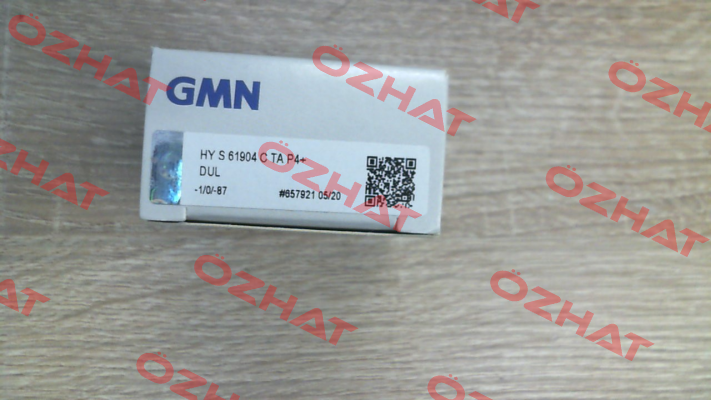 GMN
HY S 61904 C TA P4+
DUL
-1/0/-87
#657921 05/20
ÖZHAT
ÖZHAT
ÖZHAT
ÖZHAT
ÖZHAT
ÖZHAT
ÖZHAT
ÖZHAT
ÖZHAT